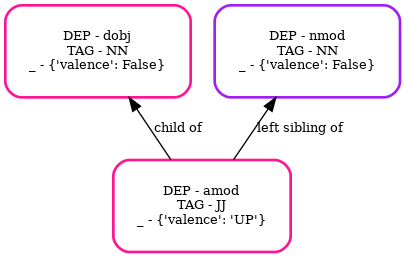 DEP - dobj
TAG - NN
_ - {'valence': False}
DEP - nmod
TAG - NN
_ - {'valence': False}
child of
left sibling of
DEP - amod
TAG - JJ
_ - {'valence': 'UP'}